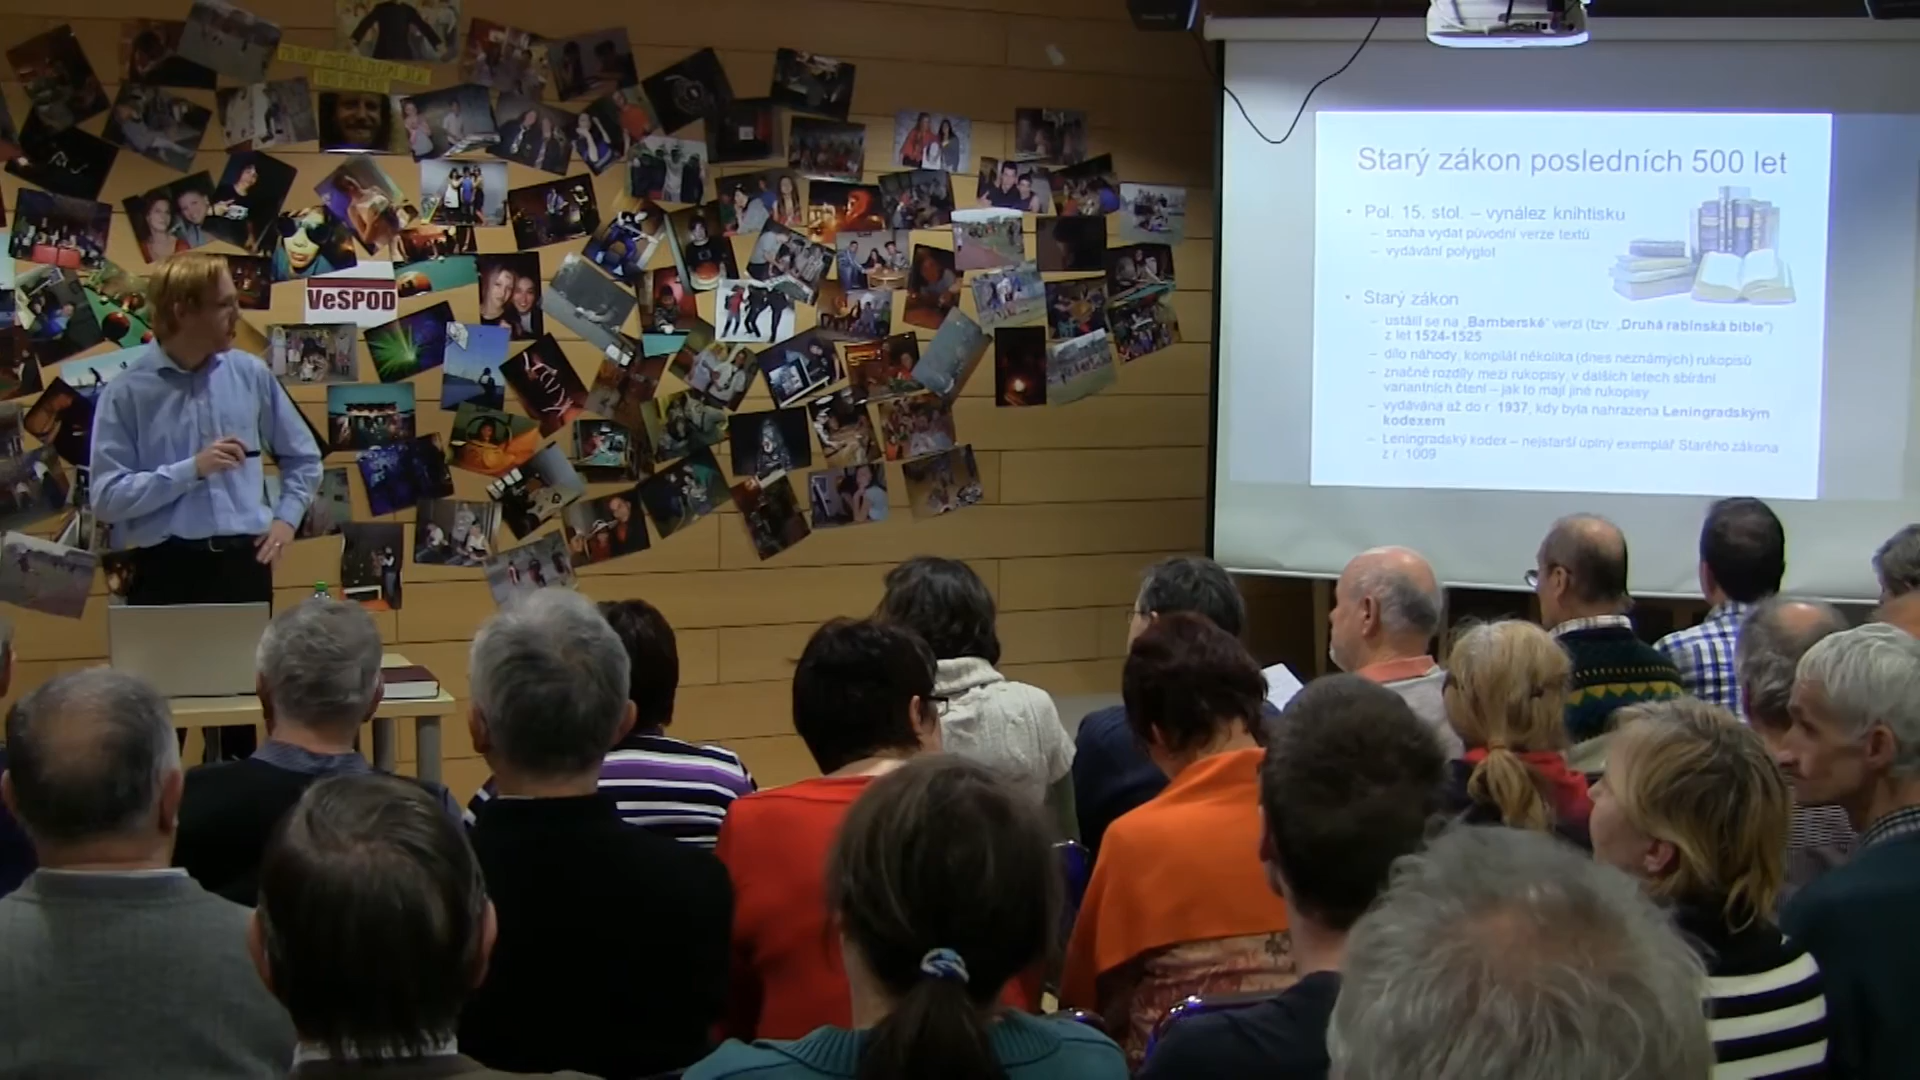 VeSPOD
Starý zákon posledních 500 let
• Pol. 15. stol. – vynález knihtisku
– snaha vydat původní verze textů
– vydávání polyglot
• Starý zákon
– ustálil se na „Bamberské“ verzi (tzv. „Druhá rabínská bible“)
z let 1524-1525
– dílo náhody, kompilát několika (dnes neznámých) rukopisů
– značné rozdíly mezi rukopisy, v dalších letech sbírání
variantních čtení – jak to mají jiné rukopisy
– vydávána až do r. 1937, kdy byla nahrazena Leningradským
kodexem
– Leningradský kodex – nejstarší úplný exemplář Starého zákona
z r. 1009